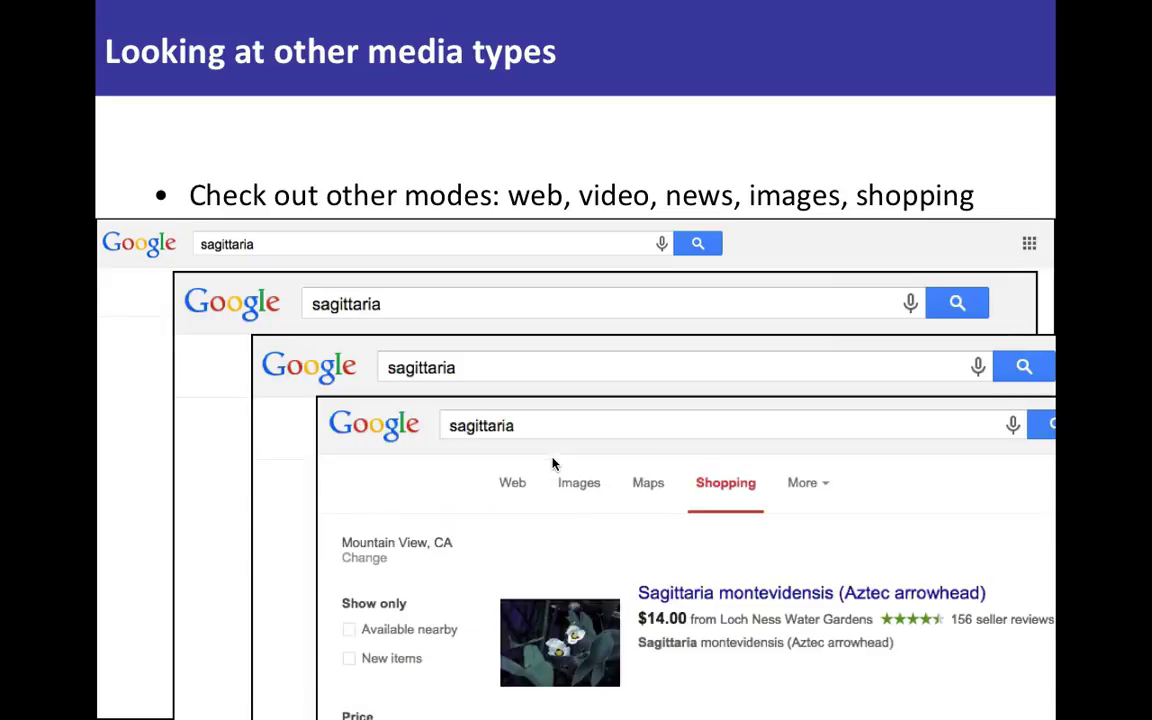 Looking at other media types
• Check out other modes: web, video, news, images, shopping
Google sagittaria
Google sagittaria
Google sagittaria
Google sagittaria
Web Images Maps Shopping More
Mountain View, CA
Change
Show only
Available nearby
New items
Price
Sagittaria montevidensis (Aztec arrowhead)
$14.00 from Loch Ness Water Gardens 156 seller reviews
Sagittaria montevidensis (Aztec arrowhead)